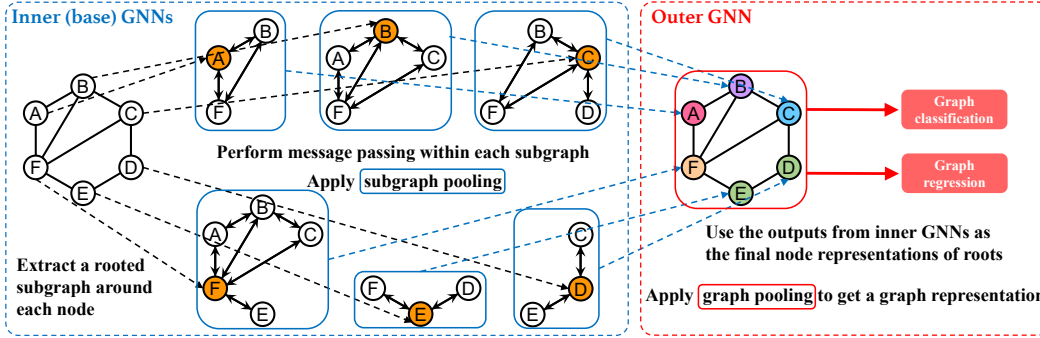 Inner (base) GNNs
Outer GNN
B
A
C
F
D
E
A
B
F
B
A
C
F
B
C
F
D
Perform message passing within each subgraph
Apply subgraph pooling
B
A
C
F
E
F
D
E
C
D
E
Extract a rooted
subgraph around
each node
B
A
C
F
D
E
Graph
classification
Graph
regression
Use the outputs from inner GNNs as
the final node representations of roots
Apply graph pooling to get a graph representation